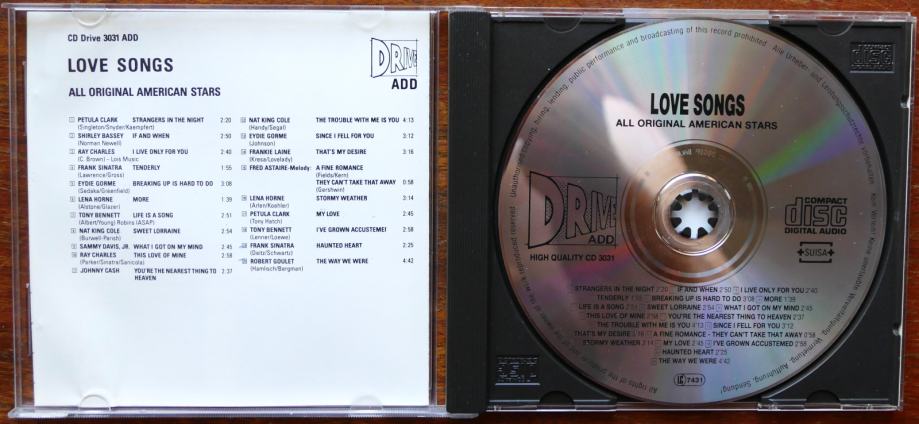 CD Drive 3031 ADD
DRIVE
ADD
LOVE SONGS
ALL ORIGINAL AMERICAN STARS
PETULA CLARK STRANGERS IN THE NIGHT 2:20
(Singleton/Snyder/Kaempfert)
SHIRLEY BASSEY IF AND WHEN 2:50
(Norman Newell)
RAY CHARLES I LIVE ONLY FOR YOU 2:40
(C. Brown) - Lois Music
FRANK SINATRA TENDERLY 1:55
(Lawrence/Gross)
EYDIE GORME BREAKING UP IS HARD TO DO 3:08
(Sedaka/Greenfield)
LENA HORNE MORE 1:39
(Alstone/Glazer)
TONY BENNETT LIFE IS A SONG 2:51
(Albert/Young) Robins (ASAP)
NAT KING COLE SWEET LORRAINE 2:54
(Burwell-Parish)
SAMMY DAVIS, JR. WHAT I GOT ON MY MIND 2:45
RAY CHARLES THIS LOVE OF MINE 2:58
(Parker/Sinatra/Sanicola)
JOHNNY CASH YOU'RE THE NEAREST THING TO 2:37
HEAVEN
NAT KING COLE THE TROUBLE WITH ME IS YOU 4:13
(Handy/Segal)
EYDIE GORME SINCE I FELL FOR YOU 3:12
(Johnson)
FRANKIE LAINE THAT'S MY DESIRE 3:16
(Kresa/Lovelady)
FRED ASTAIRE-Melody: A FINE ROMANCE
(Fields/Kern)
THEY CAN'T TAKE THAT AWAY 0:58
(Gershwin)
LENA HORNE STORMY WEATHER 3:14
(Arlen/Koehler)
PETULA CLARK MY LOVE 2:45
(Tony Hatch)
TONY BENNETT I'VE GROWN ACCUSTEME!
(Lerner/Loewe) 2:58
FRANK SINATRA HAUNTED HEART 2:25
(Deitz/Schwartz)
ROBERT GOULET THE WAY WE WERE 4:42
(Hamlisch/Bergman)
LOVE SONGS
ALL ORIGINAL AMERICAN STARS
DRIVE
ADD
HIGH QUALITY CD 3031
COMPACT
disc
DIGITAL AUDIO
SUISA
STRANGERS IN THE NIGHT 2'20 IF AND WHEN 2'50 I LIVE ONLY FOR YOU 2'40
TENDERLY 1'55 BREAKING UP IS HARD TO DO 3'08 MORE 1'39
LIFE IS A SONG 2'51 SWEET LORRAINE 2'54 WHAT I GOT ON MY MIND 2'45
THIS LOVE OF MINE 2'58 YOU'RE THE NEAREST THING TO HEAVEN 2'37
THE TROUBLE WITH ME IS YOU 4'13 SINCE I FELL FOR YOU 3'12
THAT'S MY DESIRE 3'16 A FINE ROMANCE - THEY CAN'T TAKE THAT AWAY 0'58
STORMY WEATHER 3'14 MY LOVE 2'45 I'VE GROWN ACCUSTEMED 2'58
HAUNTED HEART 2'25
THE WAY WE WERE 4'42
LC 7431
Unauthorized copying, hiring, lending, public performance and broadcasting of this record prohibited